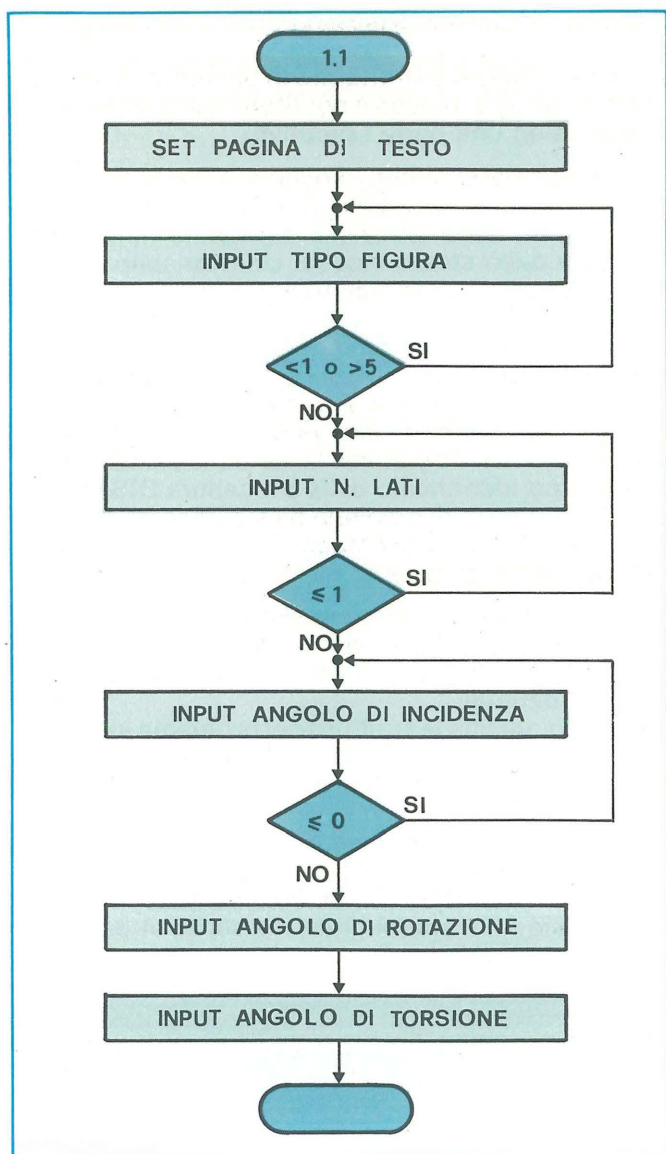 1.1
SET PAGINA DI TESTO
INPUT TIPO FIGURA
<1 o >5
SI
NO
INPUT N. LATI
≤ 1
SI
NO
INPUT ANGOLO DI INCIDENZA
≤ 0
SI
NO
INPUT ANGOLO DI ROTAZIONE
INPUT ANGOLO DI TORSIONE